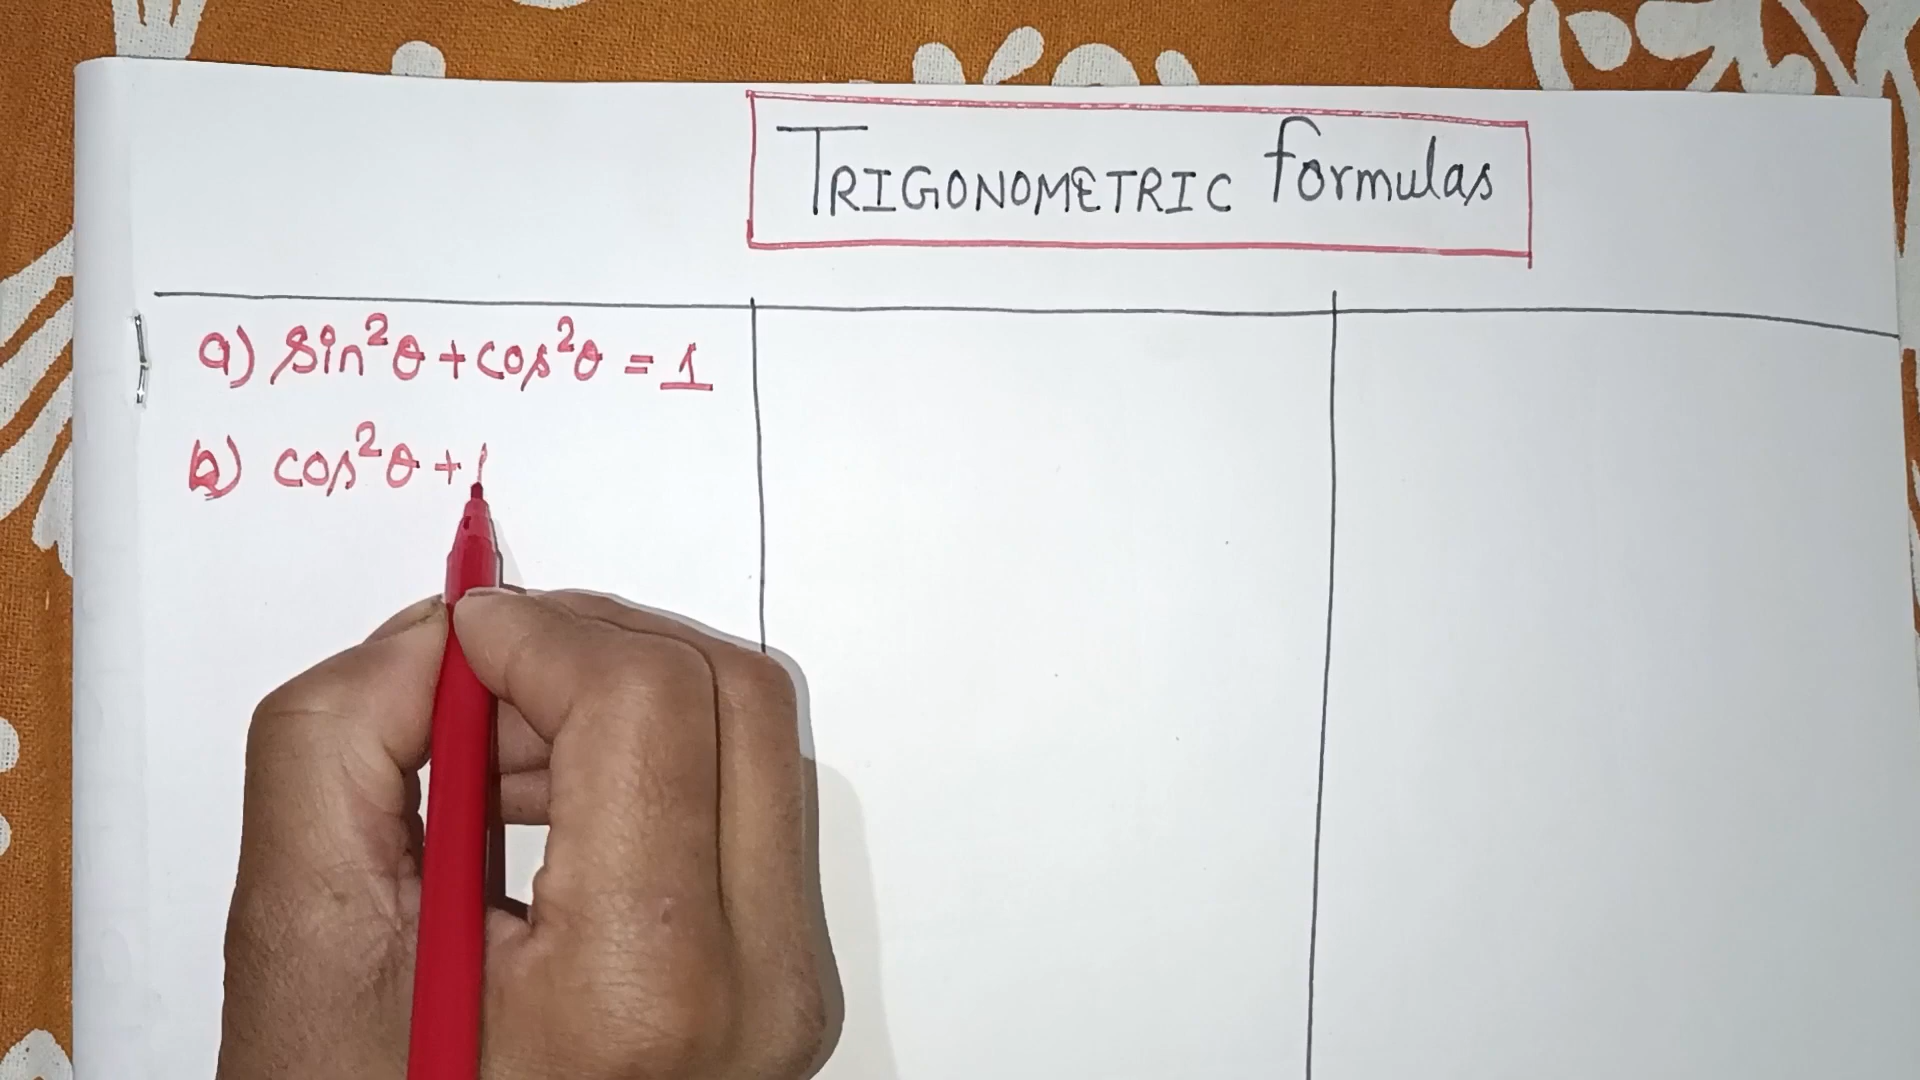 TRIGONOMETRIC formulas
a) sin²θ + cos²θ = 1
b) cos²θ + 1